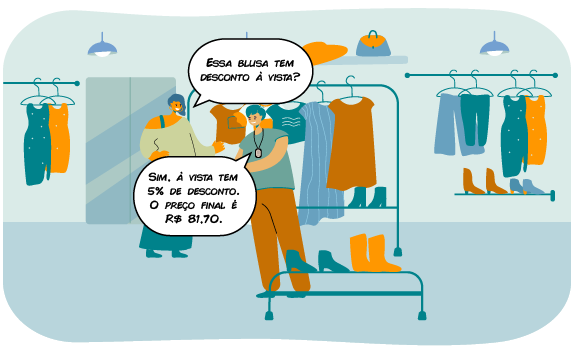 Essa blusa tem
desconto à vista?
Sim, à vista tem
5% de desconto.
O preço final é
R$ 81,70.